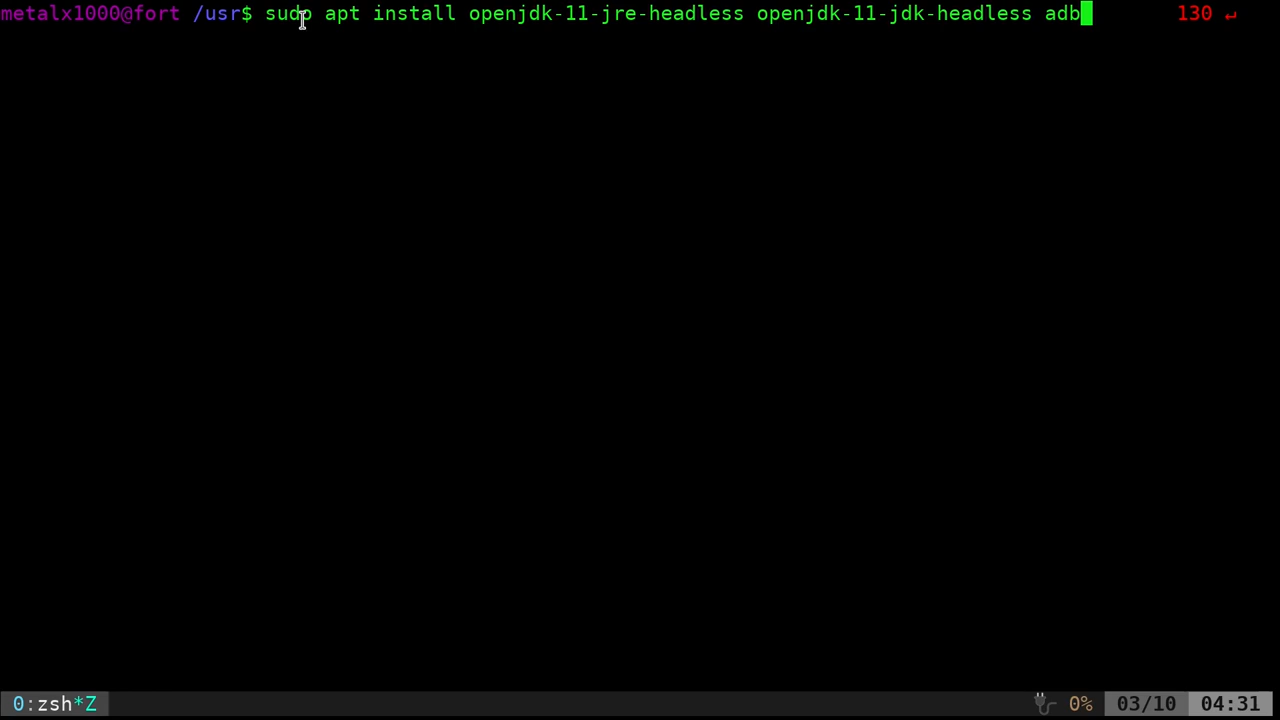 metalx1000@fort /usr$ sudo apt install openjdk-11-jre-headless openjdk-11-jdk-headless adb 130 ↵
0:zsh*Z 0% 03/10 04:31